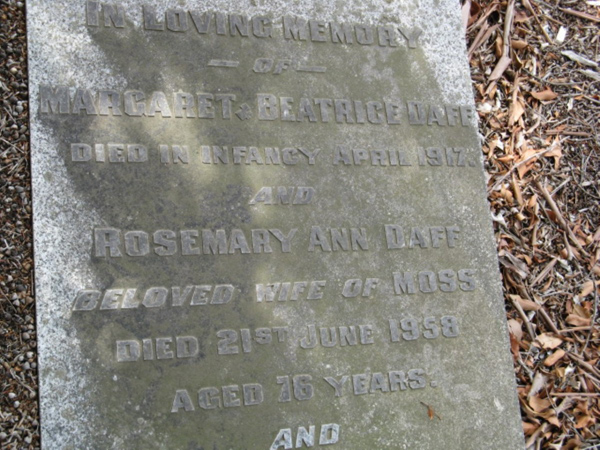 IN LOVING MEMORY
— OF —
MARGARET & BEATRICE DAFF
DIED IN INFANCY APRIL 1917.
AND
ROSEMARY ANN DAFF
BELOVED WIFE OF MOSS
DIED 21ST JUNE 1958
AGED 76 YEARS.
AND